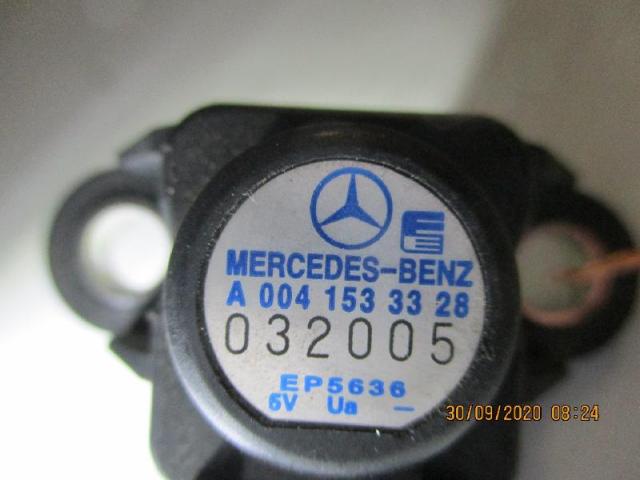 MERCEDES-BENZ
A 004 153 33 28
032005
EP5636
5V Ua –
30/09/2020 08:24